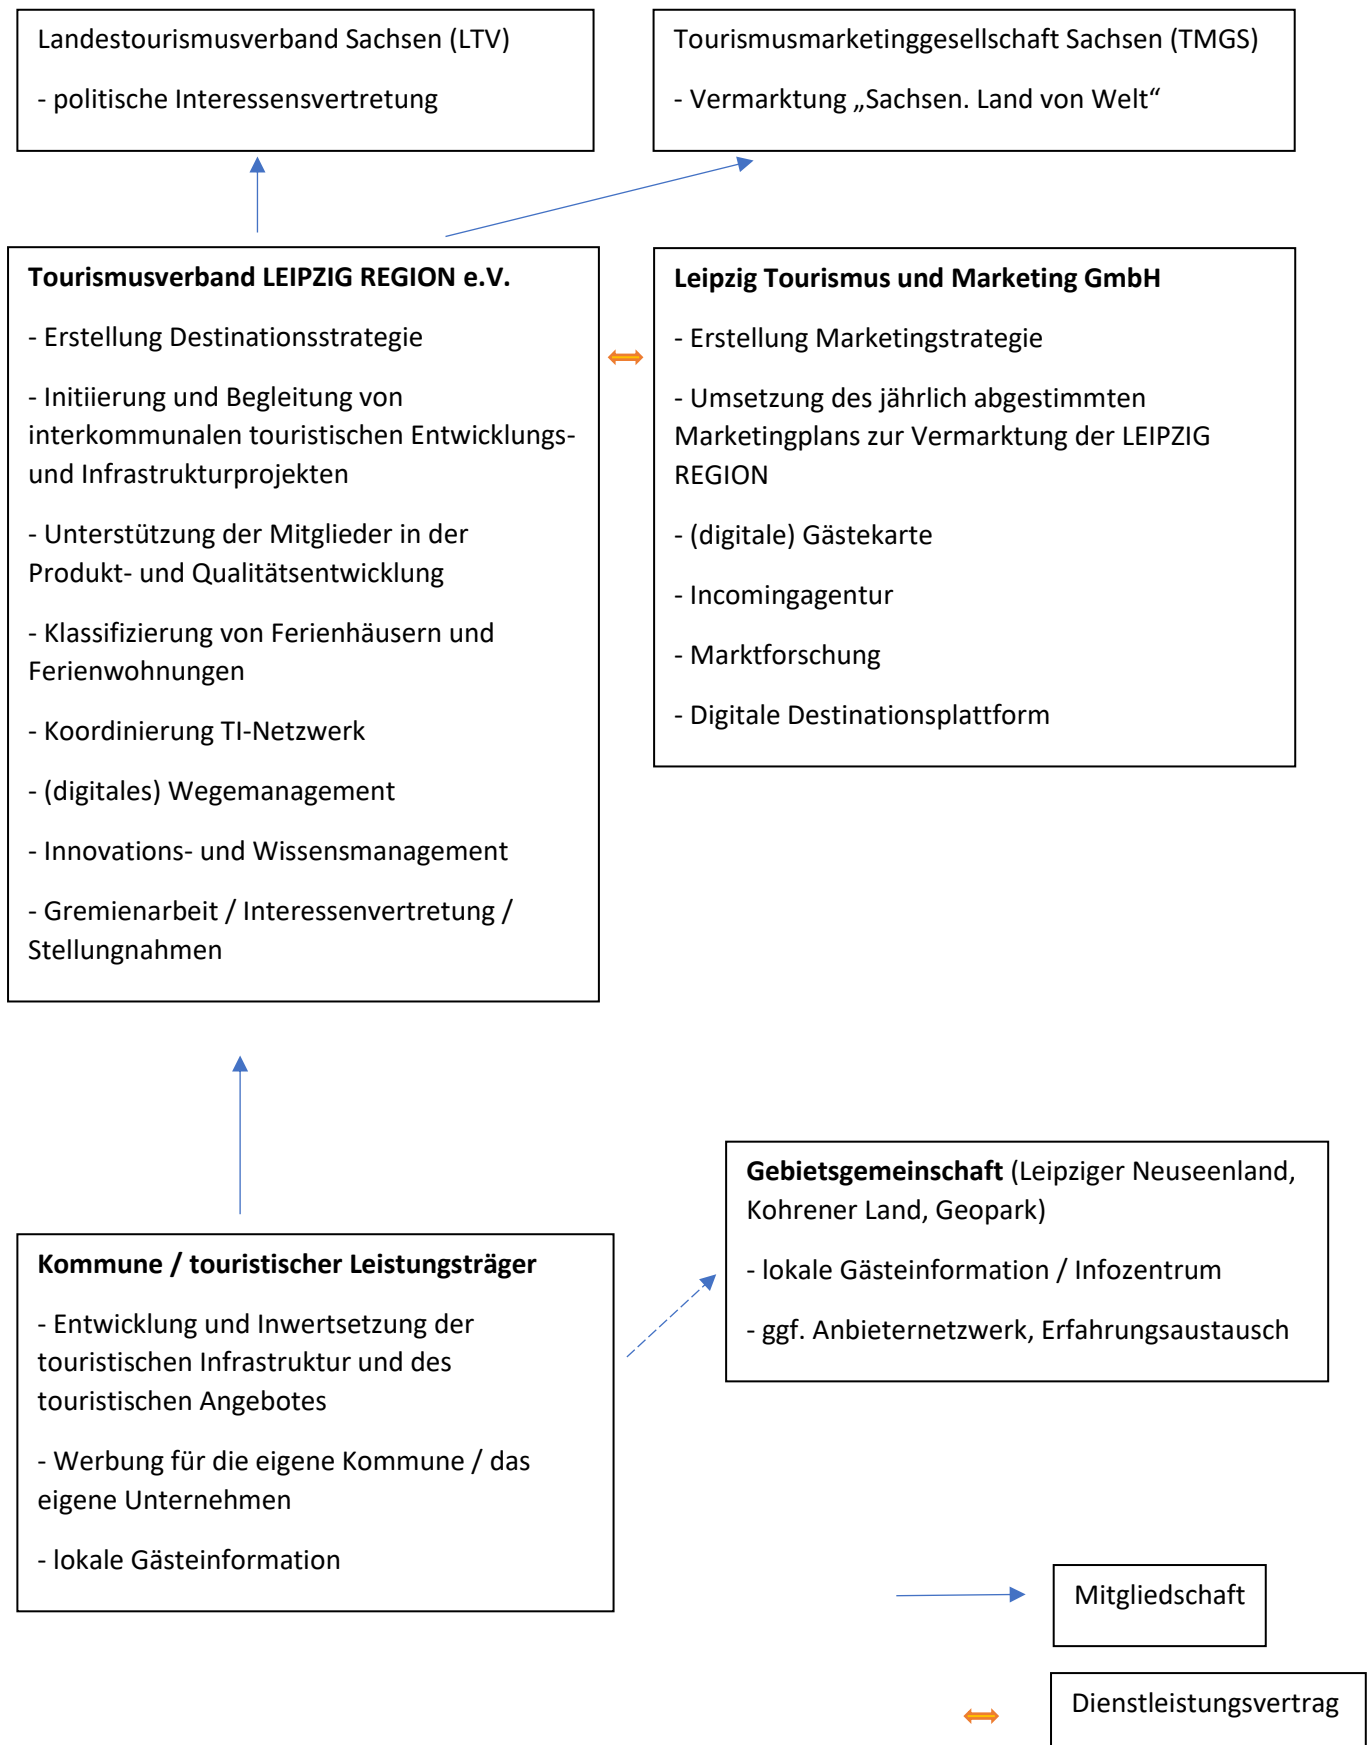 Landestourismusverband Sachsen (LTV)
- politische Interessensvertretung
Tourismusmarketinggesellschaft Sachsen (TMGS)
- Vermarktung „Sachsen. Land von Welt“
Tourismusverband LEIPZIG REGION e.V.
- Erstellung Destinationsstrategie
- Initiierung und Begleitung von
interkommunalen touristischen Entwicklungs-
und Infrastrukturprojekten
- Unterstützung der Mitglieder in der
Produkt- und Qualitätsentwicklung
- Klassifizierung von Ferienhäusern und
Ferienwohnungen
- Koordinierung TI-Netzwerk
- (digitales) Wegemanagement
- Innovations- und Wissensmanagement
- Gremienarbeit / Interessenvertretung /
Stellungnahmen
Leipzig Tourismus und Marketing GmbH
- Erstellung Marketingstrategie
- Umsetzung des jährlich abgestimmten
Marketingplans zur Vermarktung der LEIPZIG
REGION
- (digitale) Gästekarte
- Incomingagentur
- Marktforschung
- Digitale Destinationsplattform
Gebietsgemeinschaft (Leipziger Neuseenland,
Kohrener Land, Geopark)
- lokale Gästeinformation / Infozentrum
- ggf. Anbieternetzwerk, Erfahrungsaustausch
Kommune / touristischer Leistungsträger
- Entwicklung und Inwertsetzung der
touristischen Infrastruktur und des
touristischen Angebotes
- Werbung für die eigene Kommune / das
eigene Unternehmen
- lokale Gästeinformation
Mitgliedschaft
Dienstleistungsvertrag